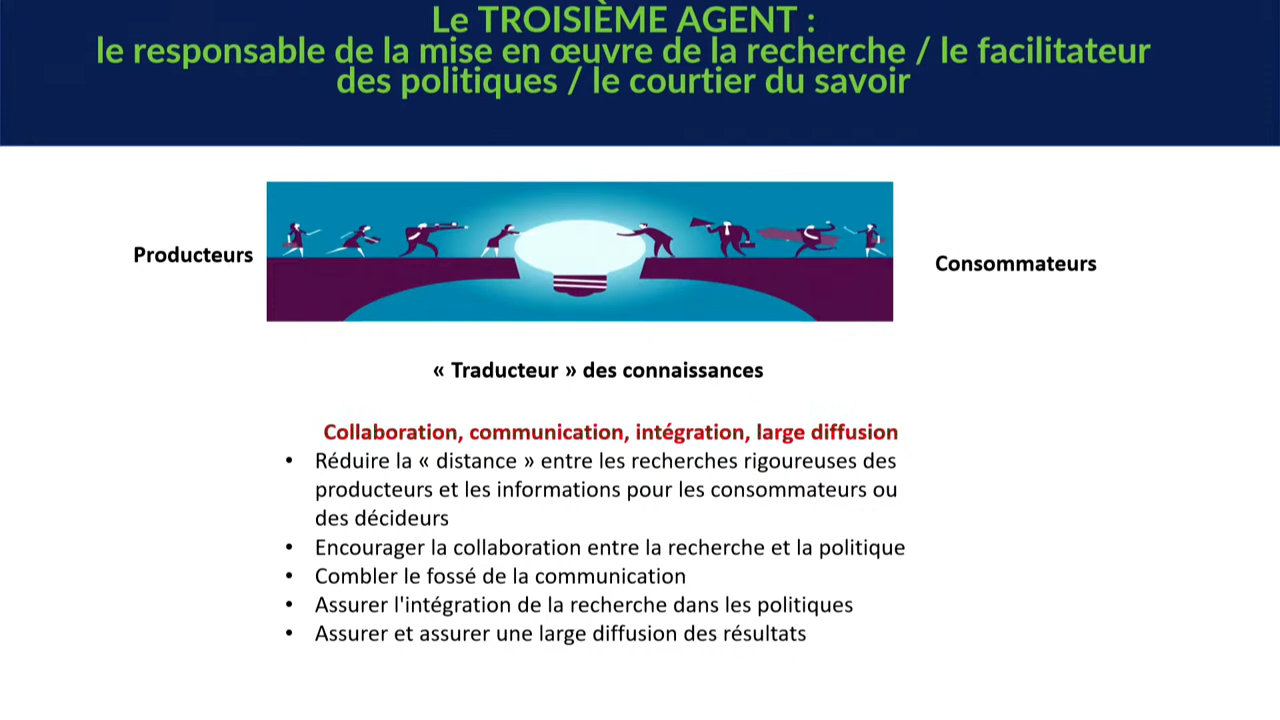 Le TROISIÈME AGENT :
le responsable de la mise en œuvre de la recherche / le facilitateur
des politiques / le courtier du savoir
Producteurs
Consommateurs
« Traducteur » des connaissances
Collaboration, communication, intégration, large diffusion
• Réduire la « distance » entre les recherches rigoureuses des
producteurs et les informations pour les consommateurs ou
des décideurs
• Encourager la collaboration entre la recherche et la politique
• Combler le fossé de la communication
• Assurer l'intégration de la recherche dans les politiques
• Assurer et assurer une large diffusion des résultats